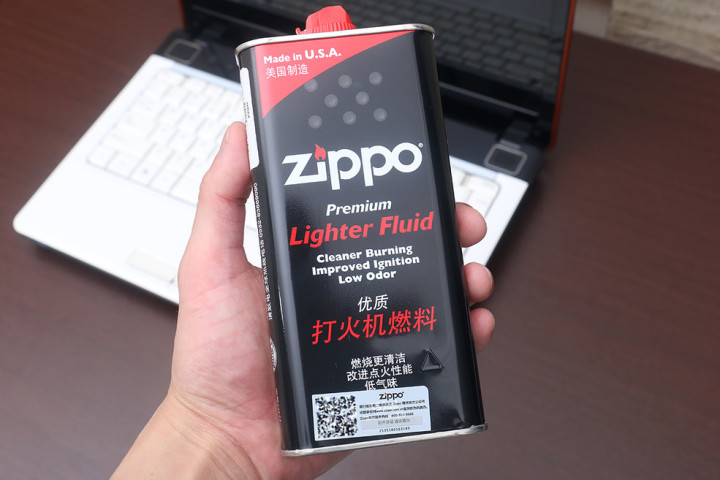 Made in U.S.A.
美国制造
zippo
Premium
Lighter Fluid
Cleaner Burning
Improved Ignition
Low Odor
优质
打火机燃料
燃烧更清洁
改进点火性能
低气味
zippo